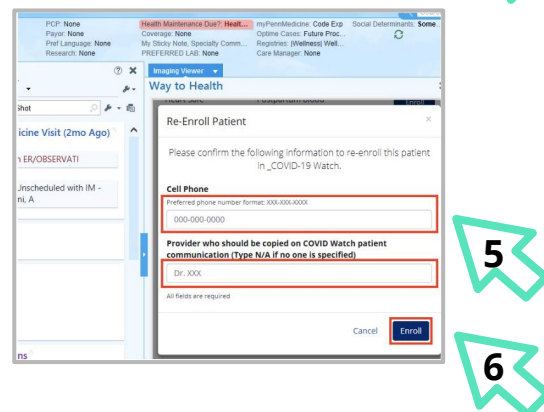 PCP: None
Payor: None
Pref Language: None
Research: None
Health Maintenance Due?: Healt...
Coverage: None
My Sticky Note, Specialty Comm...
PREFERRED LAB: None
myPennMedicine: Code Exp
Optime Cases: Future Proc...
Registries: [Wellness] Well...
Care Manager: None
Social Determinants: Some
Imaging Viewer
Way to Health
Shot
icine Visit (2mo Ago)
ER/OBSERVATI
Unscheduled with IM -
ni, A
ns
Enroll
Re-Enroll Patient
Please confirm the following information to re-enroll this patient
in _COVID-19 Watch.
Cell Phone
Preferred phone number format: XXX-XXX-XXXX
000-000-0000
Provider who should be copied on COVID Watch patient
communication (Type N/A if no one is specified)
Dr. XXX
All fields are required
Cancel
Enroll
5
6